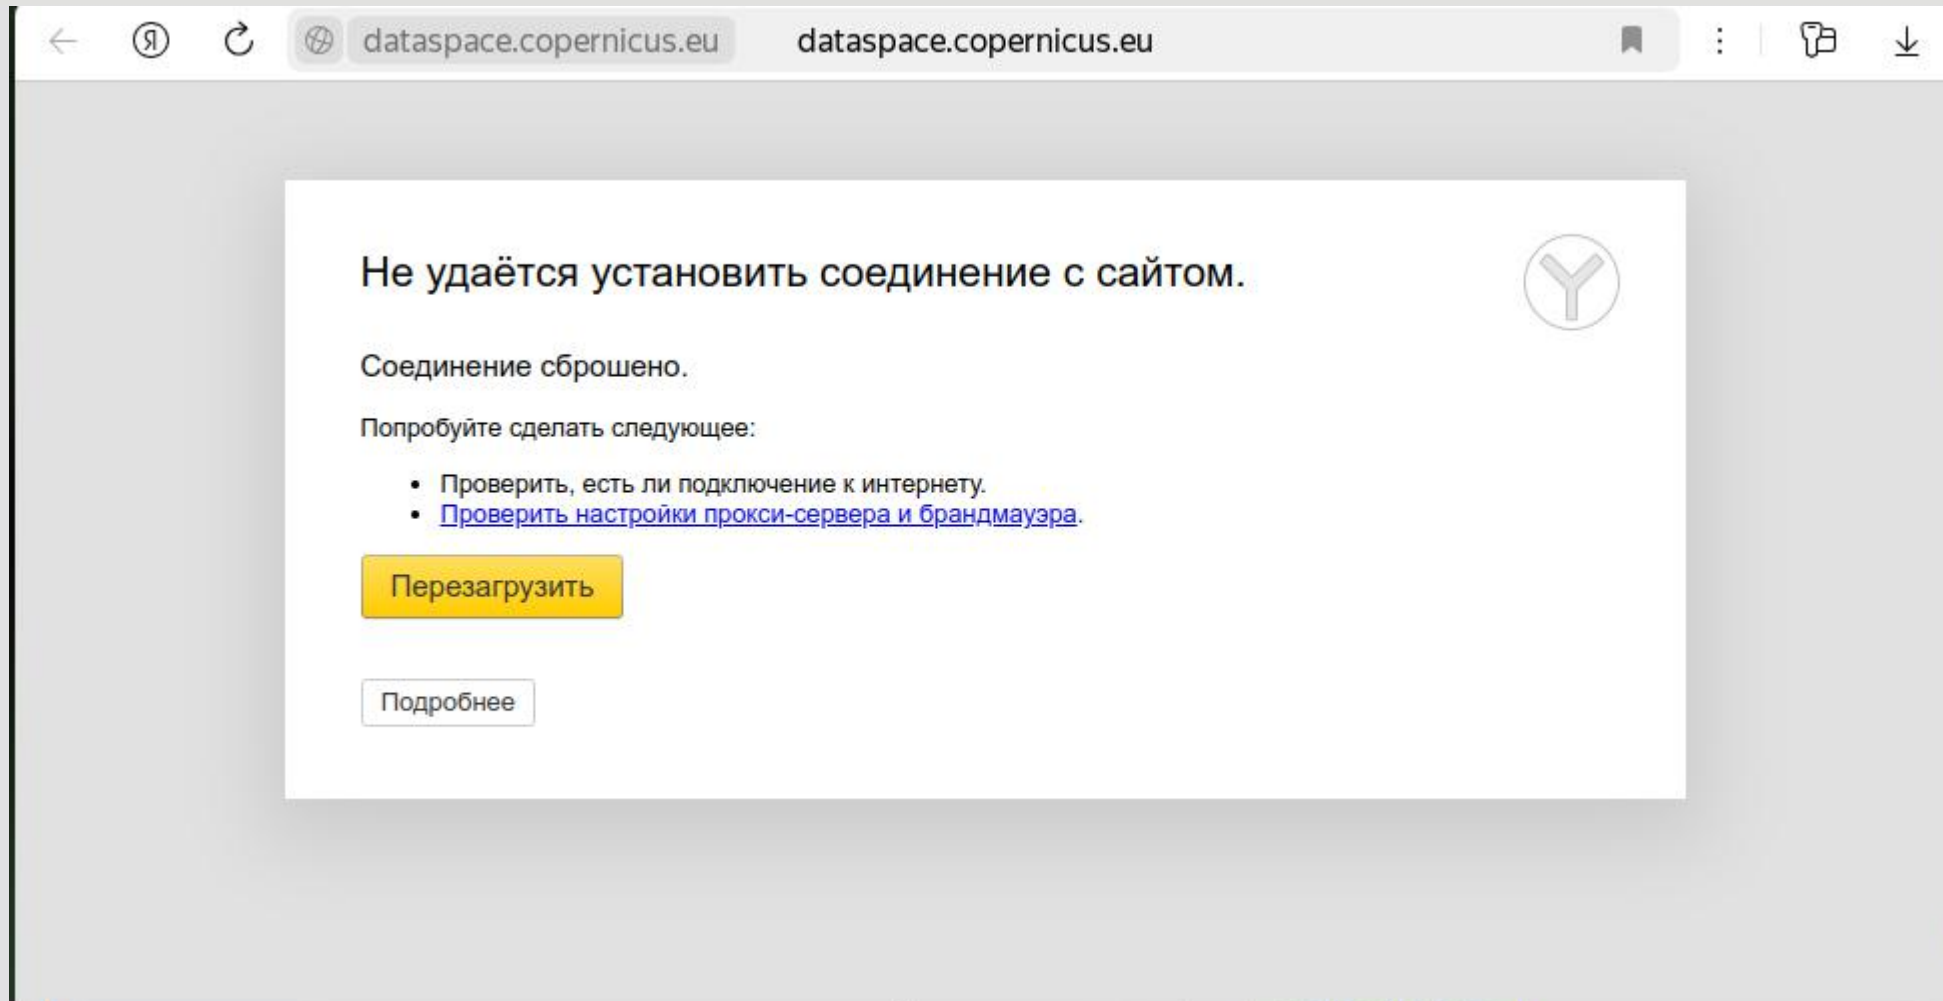 dataspace.copernicus.eu dataspace.copernicus.eu
Не удаётся установить соединение с сайтом.
Соединение сброшено.
Попробуйте сделать следующее:
• Проверить, есть ли подключение к интернету.
• Проверить настройки прокси-сервера и брандмауэра.
Перезагрузить
Подробнее